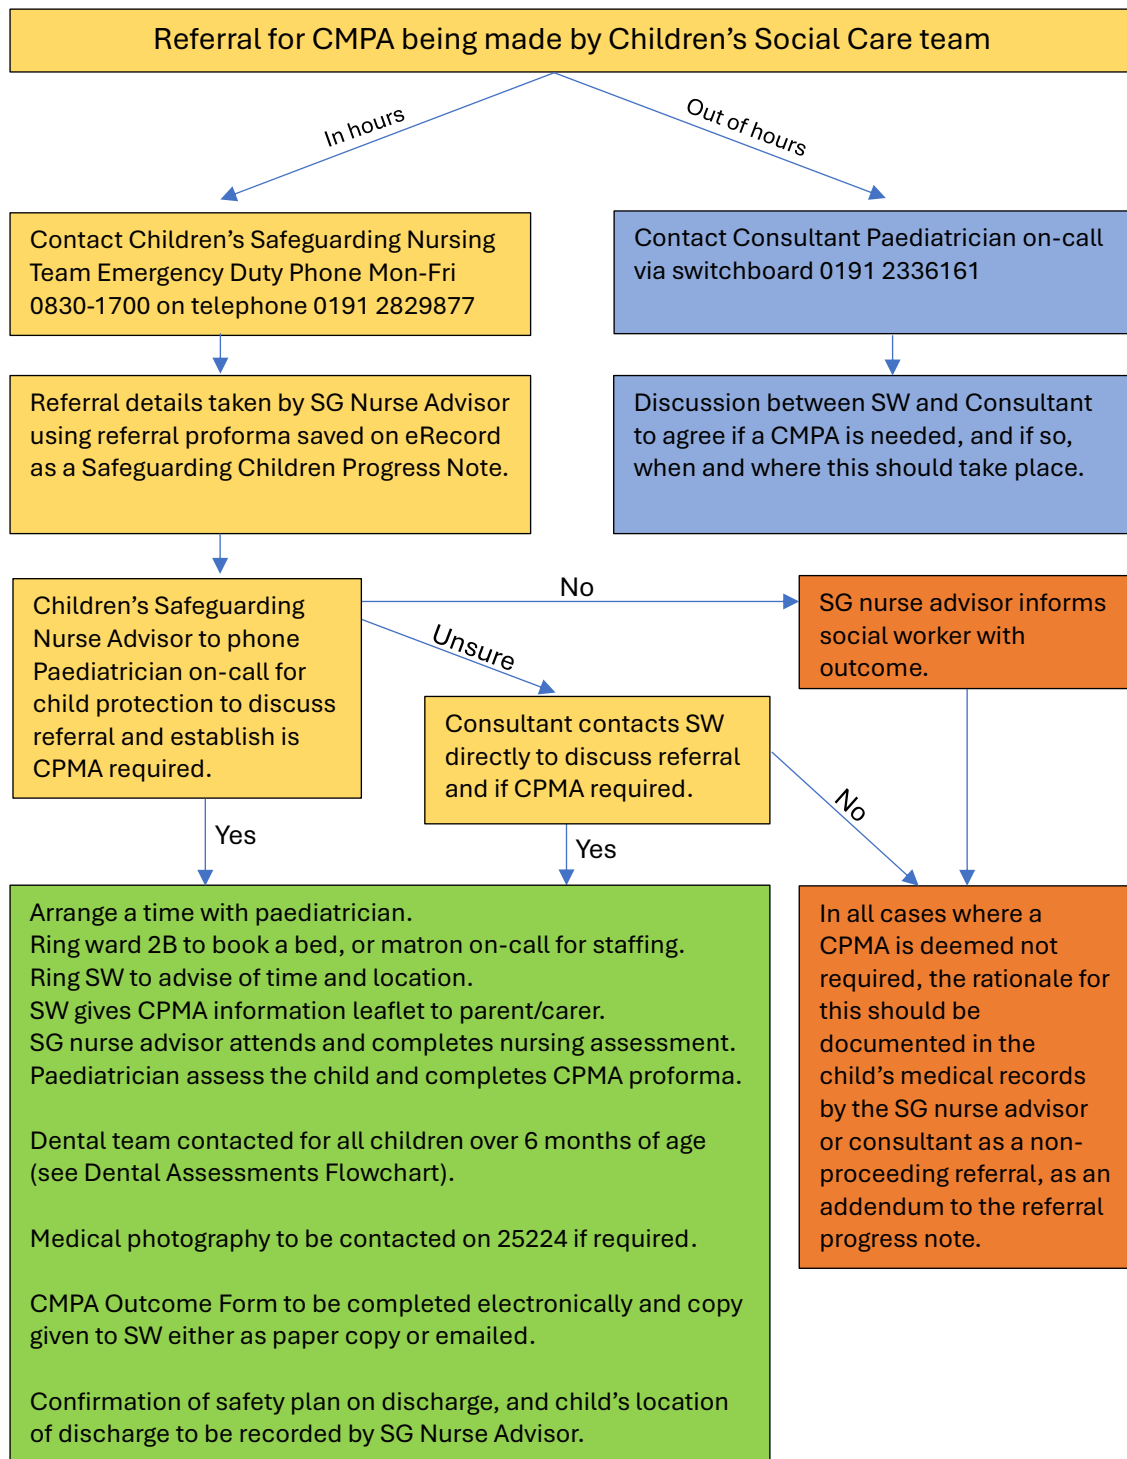 Referral for CMPA being made by Children’s Social Care team
In hours
Out of hours
Contact Children’s Safeguarding Nursing
Team Emergency Duty Phone Mon-Fri
0830-1700 on telephone 0191 2829877
Contact Consultant Paediatrician on-call
via switchboard 0191 2336161
Referral details taken by SG Nurse Advisor
using referral proforma saved on eRecord
as a Safeguarding Children Progress Note.
Discussion between SW and Consultant
to agree if a CMPA is needed, and if so,
when and where this should take place.
Children’s Safeguarding
Nurse Advisor to phone
Paediatrician on-call for
child protection to discuss
referral and establish is
CPMA required.
No
Unsure
SG nurse advisor informs
social worker with
outcome.
Consultant contacts SW
directly to discuss referral
and if CPMA required.
No
Yes
Yes
Arrange a time with paediatrician.
Ring ward 2B to book a bed, or matron on-call for staffing.
Ring SW to advise of time and location.
SW gives CPMA information leaflet to parent/carer.
SG nurse advisor attends and completes nursing assessment.
Paediatrician assess the child and completes CPMA proforma.
Dental team contacted for all children over 6 months of age
(see Dental Assessments Flowchart).
Medical photography to be contacted on 25224 if required.
CMPA Outcome Form to be completed electronically and copy
given to SW either as paper copy or emailed.
Confirmation of safety plan on discharge, and child’s location
of discharge to be recorded by SG Nurse Advisor.
In all cases where a
CPMA is deemed not
required, the rationale for
this should be
documented in the
child’s medical records
by the SG nurse advisor
or consultant as a non-
proceeding referral, as an
addendum to the referral
progress note.